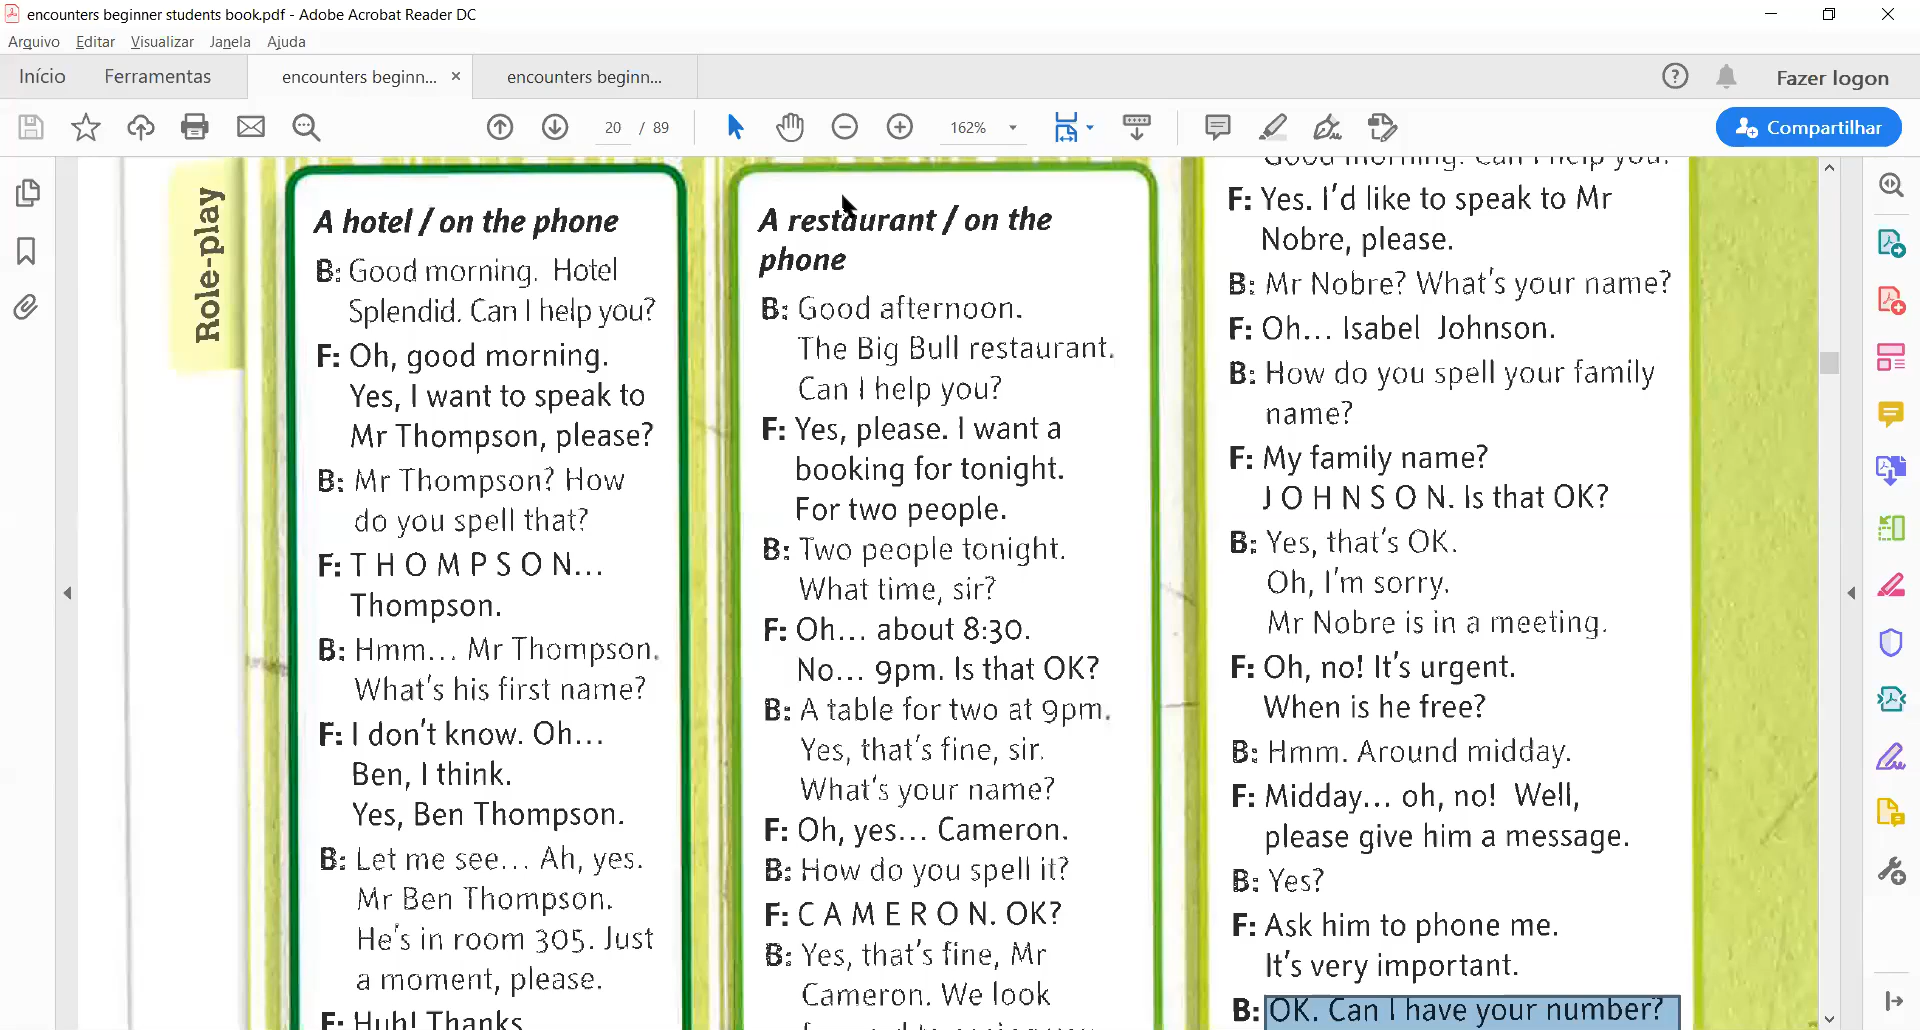 encounters beginner students book.pdf - Adobe Acrobat Reader DC
Arquivo Editar Visualizar Janela Ajuda
Início Ferramentas encounters beginn... × encounters beginn... Fazer logon
20 / 89 162% Compartilhar
Role-play
A hotel / on the phone
B: Good morning. Hotel
Splendid. Can I help you?
F: Oh, good morning.
Yes, I want to speak to
Mr Thompson, please?
B: Mr Thompson? How
do you spell that?
F: T H O M P S O N...
Thompson.
B: Hmm... Mr Thompson.
What's his first name?
F: I don't know. Oh...
Ben, I think.
Yes, Ben Thompson.
B: Let me see... Ah, yes.
Mr Ben Thompson.
He's in room 305. Just
a moment, please.
F: Huh! Thanks
A restaurant / on the
phone
B: Good afternoon.
The Big Bull restaurant.
Can I help you?
F: Yes, please. I want a
booking for tonight.
For two people.
B: Two people tonight.
What time, sir?
F: Oh... about 8:30.
No... 9pm. Is that OK?
B: A table for two at 9pm.
Yes, that's fine, sir.
What's your name?
F: Oh, yes... Cameron.
B: How do you spell it?
F: C A M E R O N. OK?
B: Yes, that's fine, Mr
Cameron. We look
Good morning. Can I help you?
F: Yes. I'd like to speak to Mr
Nobre, please.
B: Mr Nobre? What's your name?
F: Oh... Isabel Johnson.
B: How do you spell your family
name?
F: My family name?
J O H N S O N. Is that OK?
B: Yes, that's OK.
Oh, I'm sorry.
Mr Nobre is in a meeting.
F: Oh, no! It's urgent.
When is he free?
B: Hmm. Around midday.
F: Midday... oh, no! Well,
please give him a message.
B: Yes?
F: Ask him to phone me.
It's very important.
B: OK. Can I have your number?